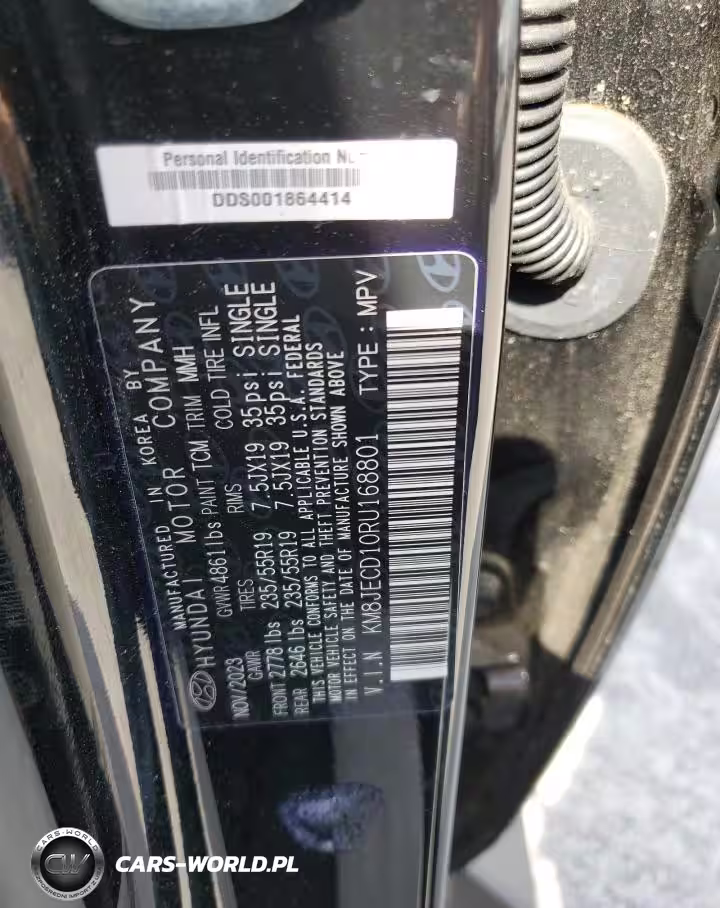 Personal Identification
DDS001864414
MANUFACTURED IN KOREA BY
HYUNDAI MOTOR COMPANY
NOV/2023 GVWR 4861 lbs PAINT TCM TRIM MMH
GAWR TIRES RIMS COLD TIRE INFL
FRONT 2778 lbs 235/55R19 7.5JX19 35psi SINGLE
REAR 2646 lbs 235/55R19 7.5JX19 35psi SINGLE
THIS VEHICLE CONFORMS TO ALL APPLICABLE U.S.A. FEDERAL
MOTOR VEHICLE SAFETY AND THEFT PREVENTION STANDARDS
IN EFFECT ON THE DATE OF MANUFACTURE SHOWN ABOVE
V.I.N KM8JECD10RU168801 TYPE : MPV
CARS-WORLD.PL